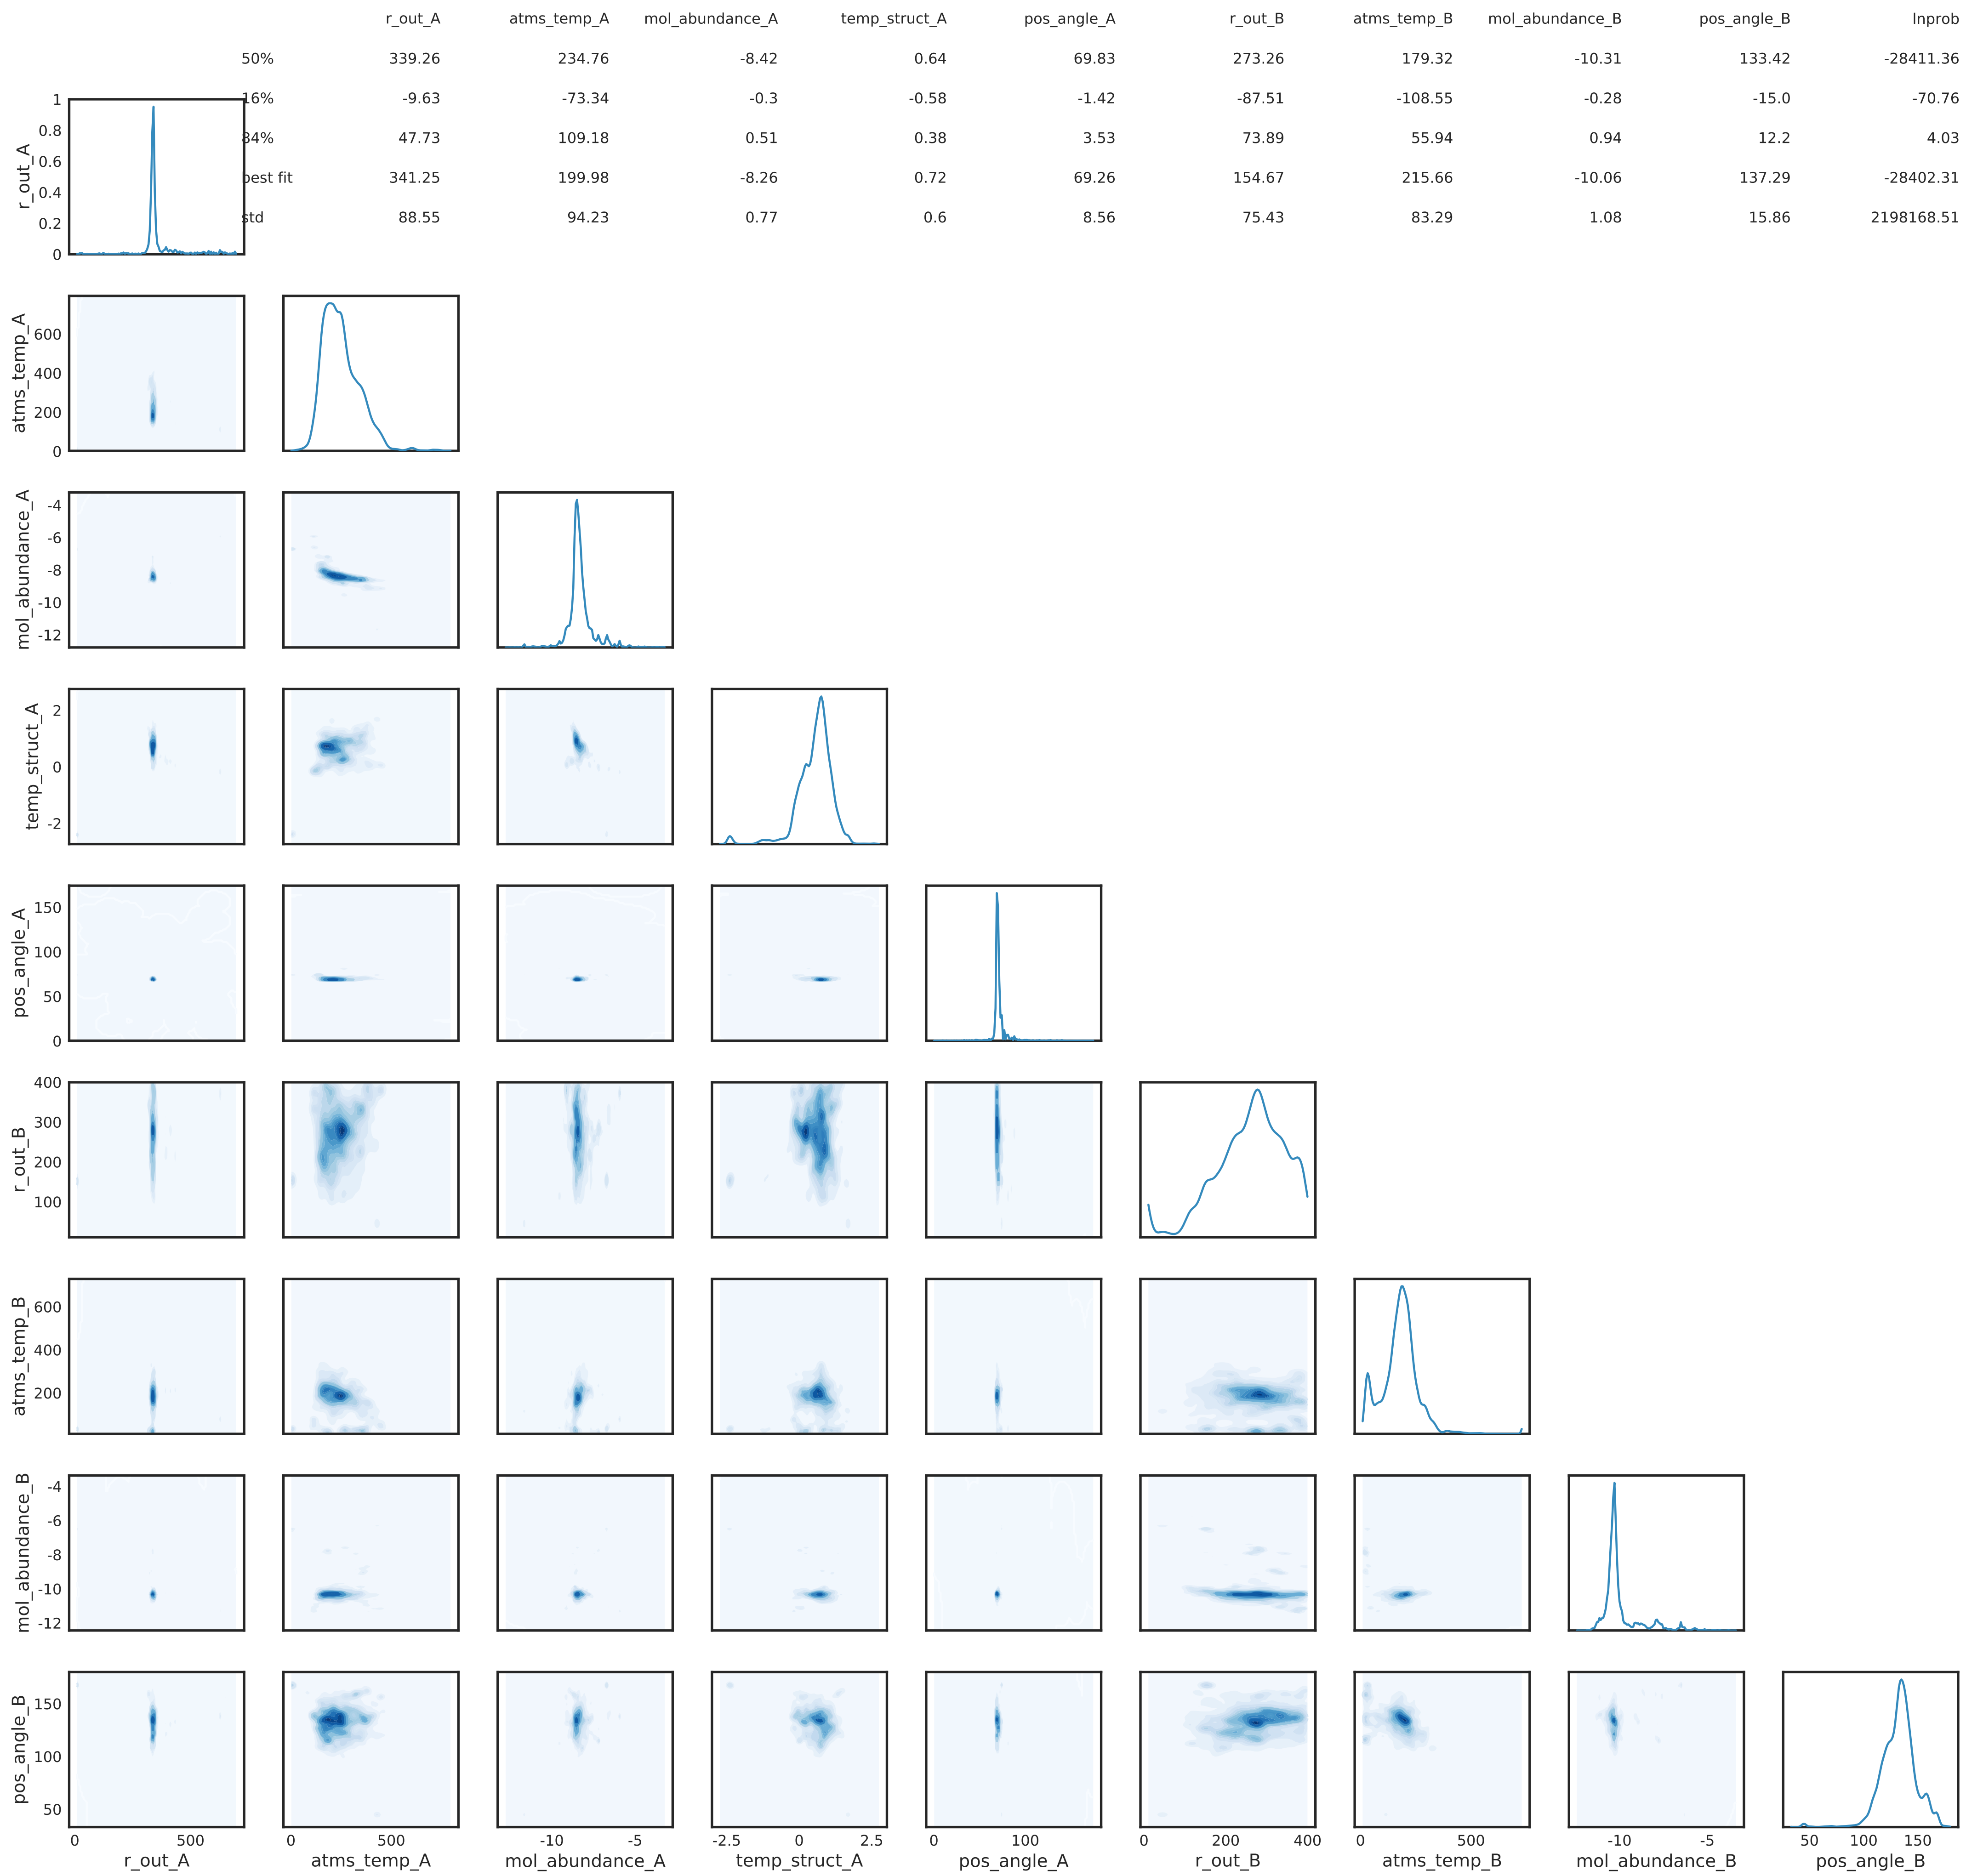 r_out_A atms_temp_A mol_abundance_A temp_struct_A pos_angle_A r_out_B atms_temp_B mol_abundance_B pos_angle_B lnprob
50% 339.26 234.76 -8.42 0.64 69.83 273.26 179.32 -10.31 133.42 -28411.36
16% -9.63 -73.34 -0.3 -0.58 -1.42 -87.51 -108.55 -0.28 -15.0 -70.76
84% 47.73 109.18 0.51 0.38 3.53 73.89 55.94 0.94 12.2 4.03
best fit 341.25 199.98 -8.26 0.72 69.26 154.67 215.66 -10.06 137.29 -28402.31
std 88.55 94.23 0.77 0.6 8.56 75.43 83.29 1.08 15.86 2198168.51
r_out_A
1
0.8
0.6
0.4
0.2
0
atms_temp_A
600
400
200
0
mol_abundance_A
-4
-6
-8
-10
-12
temp_struct_A
2
0
-2
pos_angle_A
150
100
50
0
r_out_B
400
300
200
100
atms_temp_B
600
400
200
mol_abundance_B
-4
-6
-8
-10
-12
pos_angle_B
150
100
50
0 500 0 500 -10 -5 -2.5 0 2.5 0 100 0 200 400 0 500 -10 -5 50 100 150
r_out_A atms_temp_A mol_abundance_A temp_struct_A pos_angle_A r_out_B atms_temp_B mol_abundance_B pos_angle_B